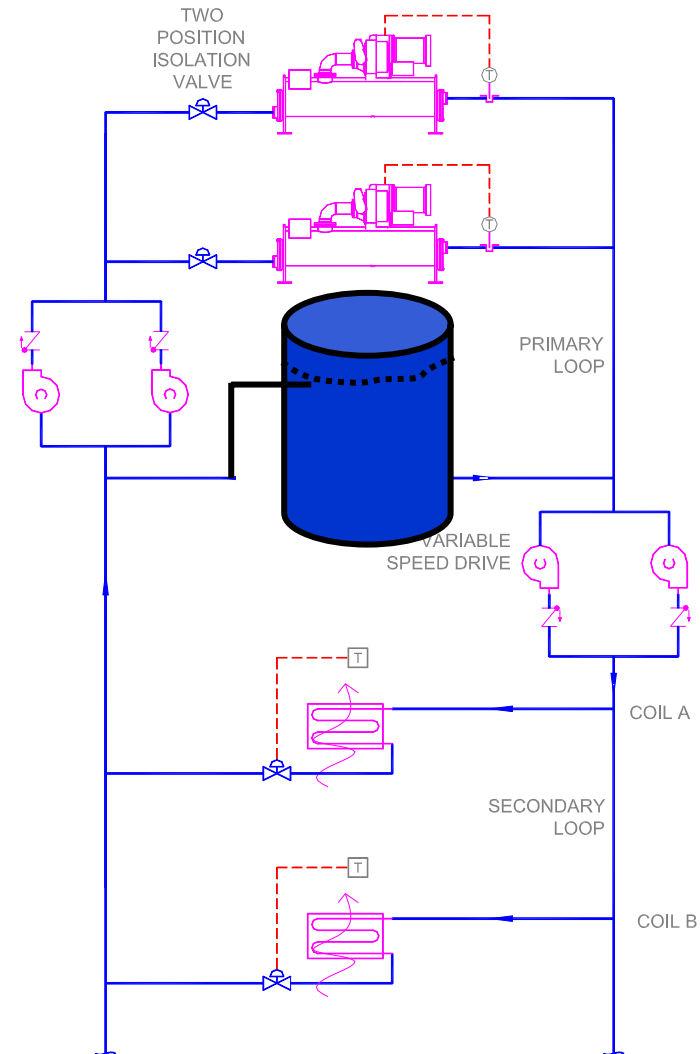 TWO
POSITION
ISOLATION
VALVE
T
T
PRIMARY
LOOP
VARIABLE
SPEED DRIVE
T
COIL A
SECONDARY
LOOP
T
COIL B